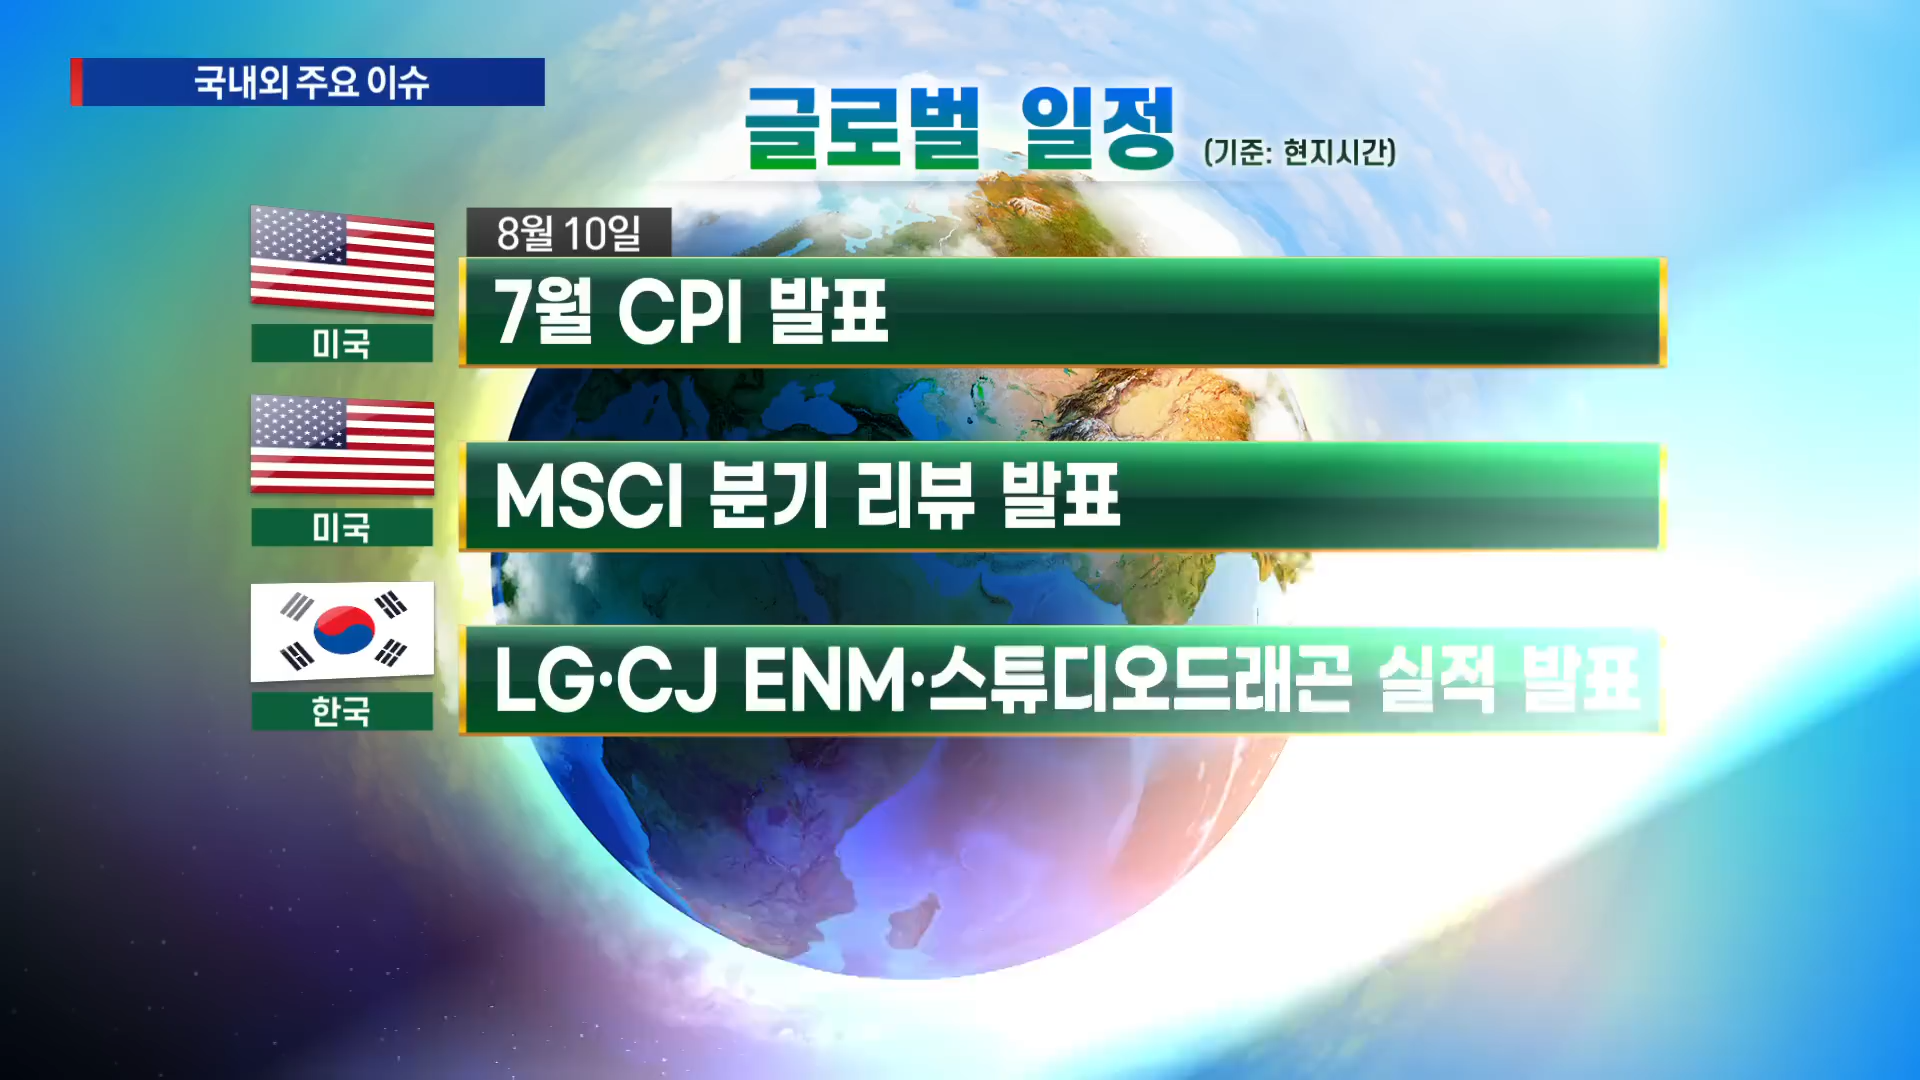 국내외 주요 이슈
글로벌 일정 (기준: 현지시간)
8월 10일
미국
7월 CPI 발표
미국
MSCI 분기 리뷰 발표
한국
LG·CJ ENM·스튜디오드래곤 실적 발표